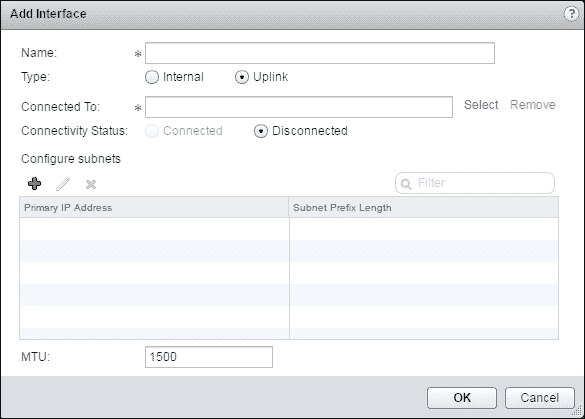 Add Interface ?
Name: *
Type: Internal Uplink
Connected To: * Select Remove
Connectivity Status: Connected Disconnected
Configure subnets
Filter
Primary IP Address Subnet Prefix Length
MTU: 1500
OK Cancel